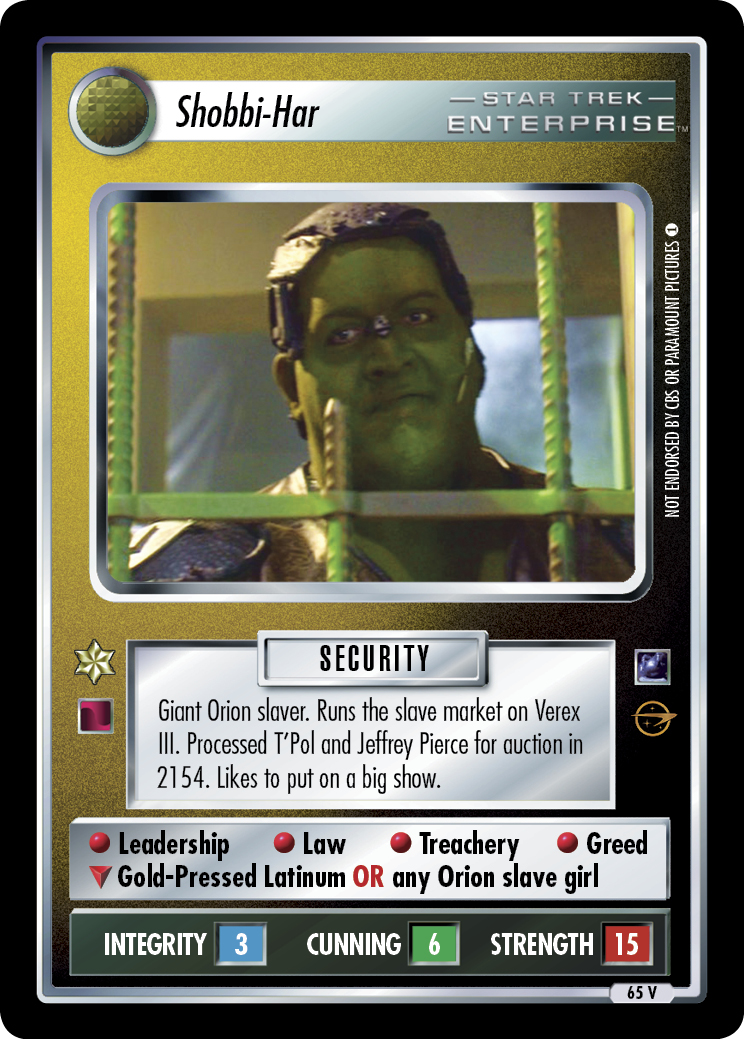 Shobbi-Har
STAR TREK
ENTERPRISE™
NOT ENDORSED BY CBS OR PARAMOUNT PICTURES 1
SECURITY
Giant Orion slaver. Runs the slave market on Verex
III. Processed T'Pol and Jeffrey Pierce for auction in
2154. Likes to put on a big show.
Leadership Law Treachery Greed
Gold-Pressed Latinum OR any Orion slave girl
INTEGRITY 3 CUNNING 6 STRENGTH 15
65 V